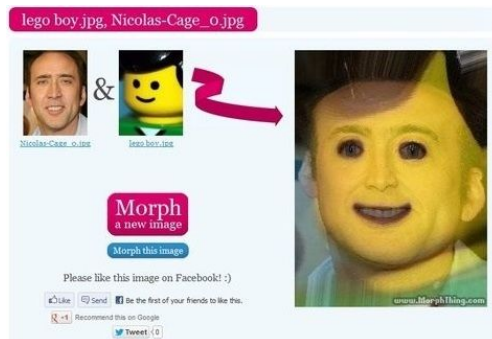 lego boy.jpg, Nicolas-Cage_o.jpg
&
Nicolas-Cage_o.jpg
lego boy.jpg
Morph
a new image
Morph this image
Please like this image on Facebook! :)
Like Send Be the first of your friends to like this.
+1 Recommend this on Google
Tweet 0
www.MorphThing.com